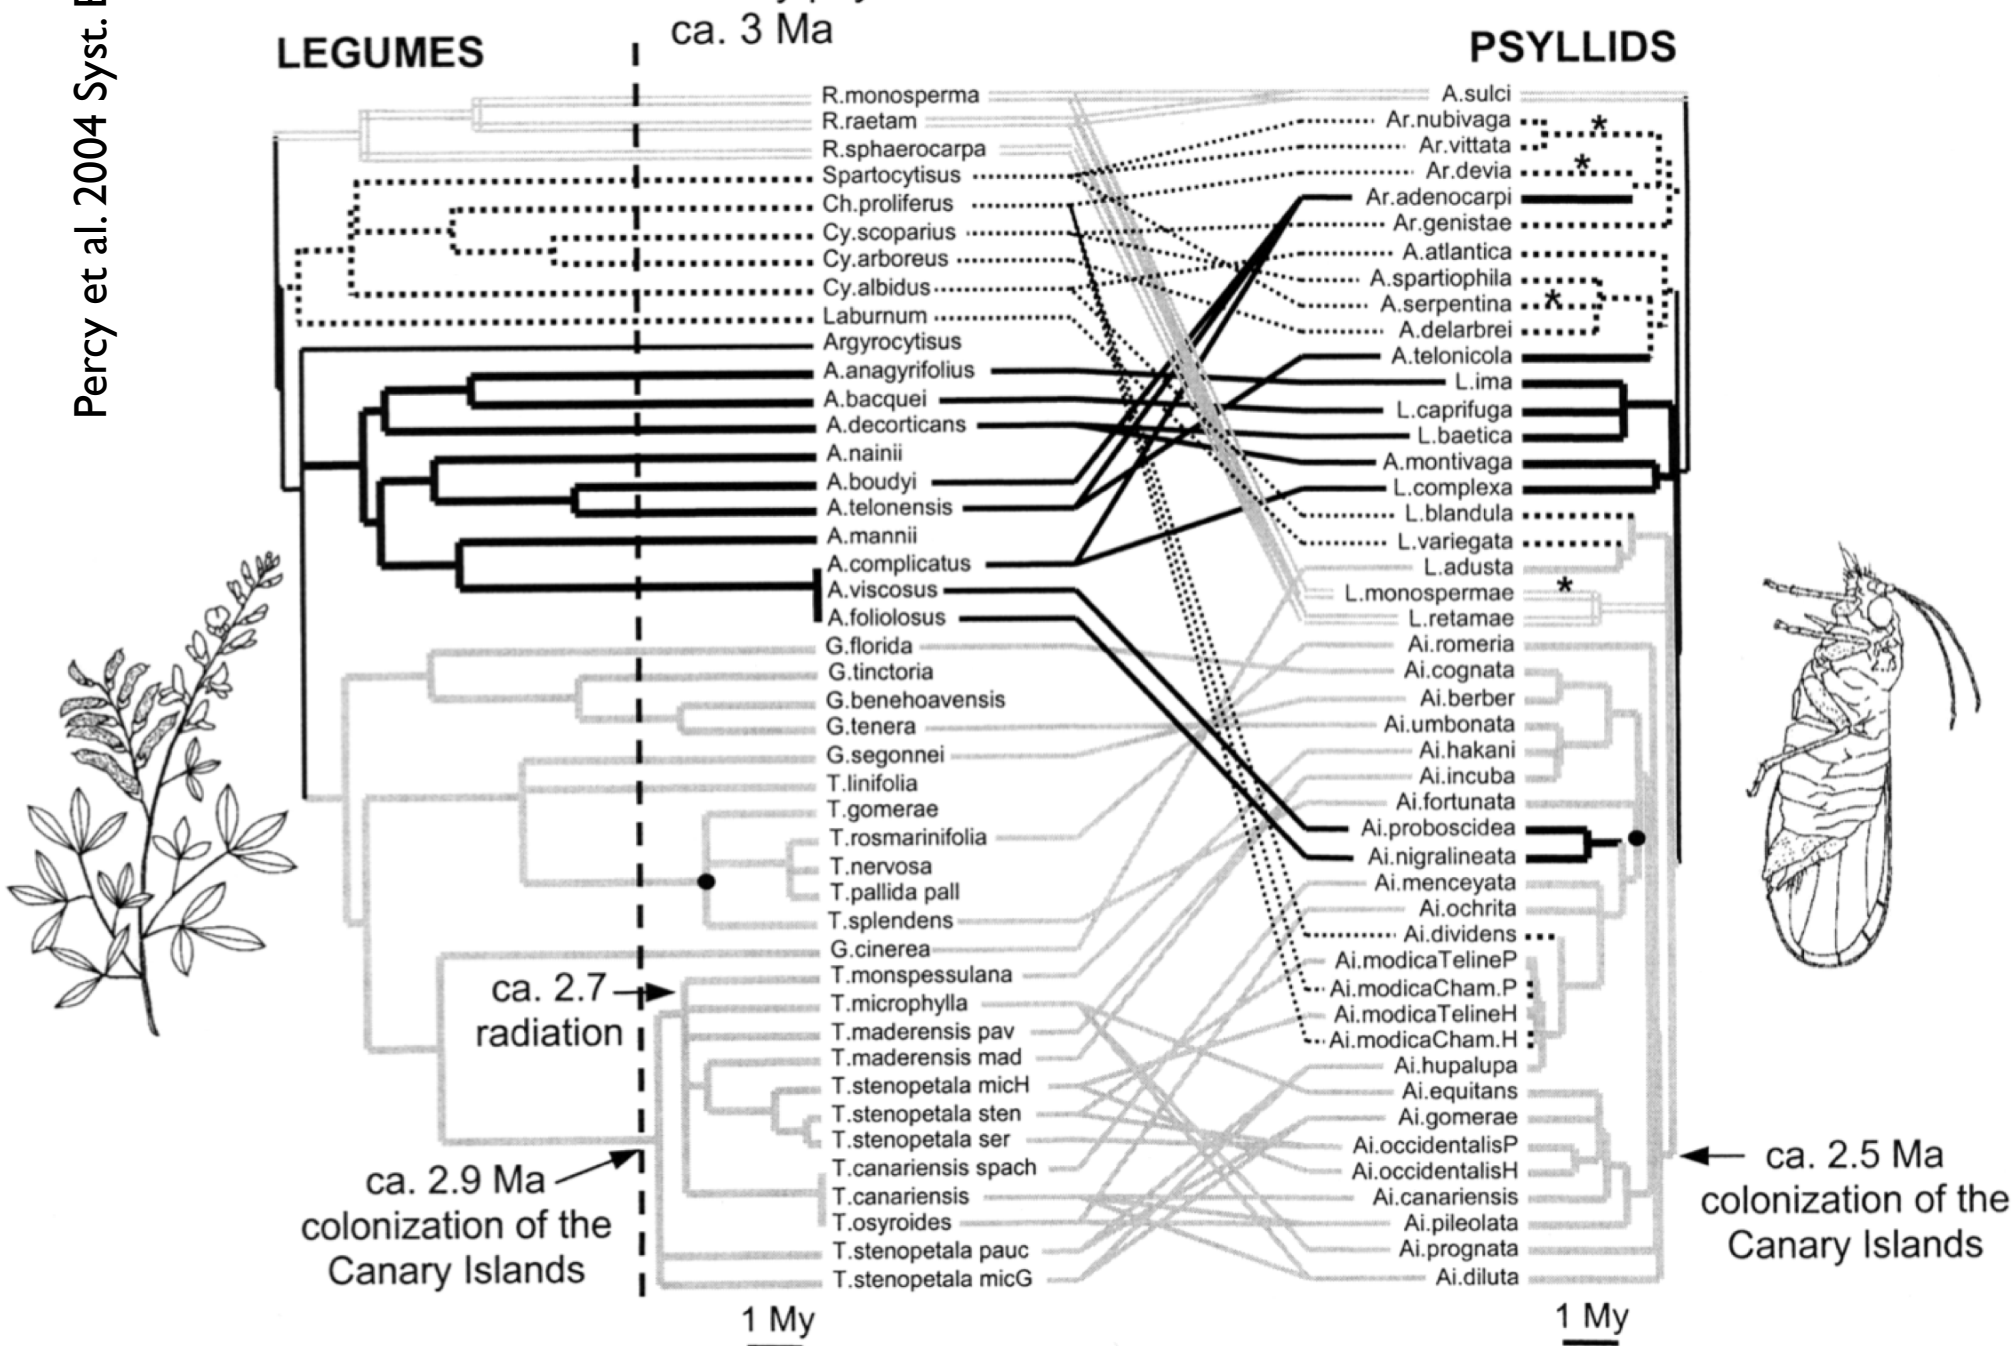 Percy et al. 2004 Syst.
ca. 3 Ma
LEGUMES
PSYLLIDS
R.monosperma
R.raetam
R.sphaerocarpa
Spartocytisus
Ch.proliferus
Cy.scoparius
Cy.arboreus
Cy.albidus
Laburnum
Argyrocytisus
A.anagyrifolius
A.bacquei
A.decorticans
A.nainii
A.boudyi
A.telonensis
A.mannii
A.complicatus
A.viscosus
A.foliolosus
G.florida
G.tinctoria
G.benehoavensis
G.tenera
G.segonnei
T.linifolia
T.gomerae
T.rosmarinifolia
T.nervosa
T.pallida pall
T.splendens
G.cinerea
T.monspessulana
T.microphylla
T.maderensis pav
T.maderensis mad
T.stenopetala micH
T.stenopetala sten
T.stenopetala ser
T.canariensis spach
T.canariensis
T.osyroides
T.stenopetala pauc
T.stenopetala micG
A.sulci
Ar.nubivaga
*
Ar.vittata
Ar.devia
*
Ar.adenocarpi
Ar.genistae
A.atlantica
A.spartiophila
A.serpentina
*
A.delarbrei
A.telonicola
L.ima
L.caprifuga
L.baetica
A.montivaga
L.complexa
L.blandula
L.variegata
L.adusta
L.monospermae
*
L.retamae
Ai.romeria
Ai.cognata
Ai.berber
Ai.umbonata
Ai.hakani
Ai.incuba
Ai.fortunata
Ai.proboscidea
Ai.nigralineata
Ai.menceyata
Ai.ochrita
Ai.dividens
Ai.modicaTelineP
Ai.modicaCham.P
Ai.modicaTelineH
Ai.modicaCham.H
Ai.hupalupa
Ai.equitans
Ai.gomerae
Ai.occidentalisP
Ai.occidentalisH
Ai.canariensis
Ai.pileolata
Ai.prognata
Ai.diluta
ca. 2.7
radiation
ca. 2.9 Ma
colonization of the
Canary Islands
ca. 2.5 Ma
colonization of the
Canary Islands
1 My
1 My